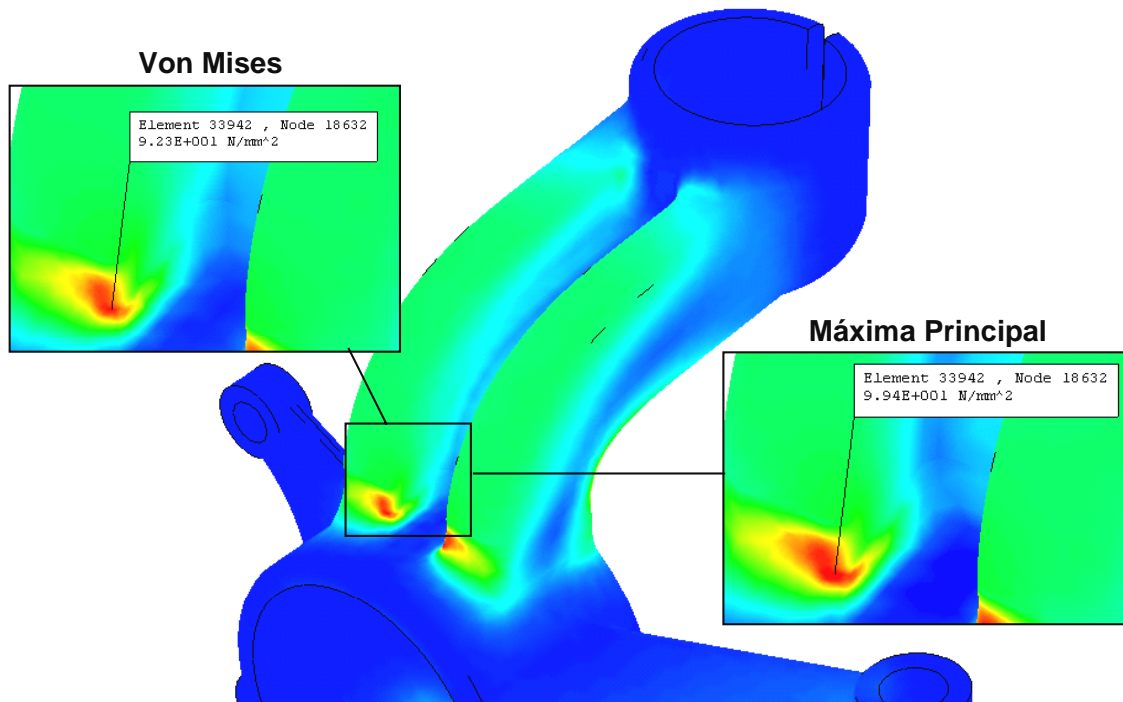 Von Mises
Element 33942 , Node 18632
9.23E+001 N/mm^2
Máxima Principal
Element 33942 , Node 18632
9.94E+001 N/mm^2